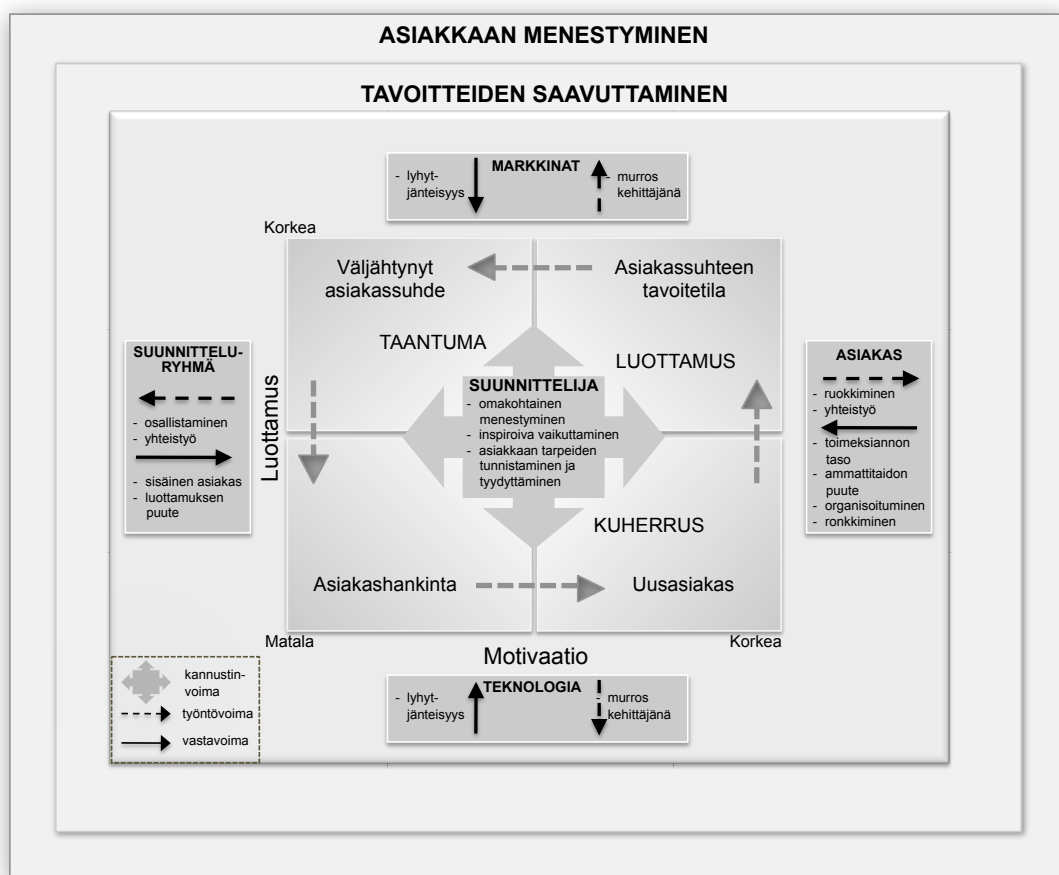 ASIAKKAAN MENESTYMINEN
TAVOITTEIDEN SAAVUTTAMINEN
MARKKINAT
- lyhyt-
jänteisyys
- murros
kehittäjänä
Korkea
Väljähtynyt
asiakassuhde
Asiakassuhteen
tavoitetila
TAANTUMA
LUOTTAMUS
SUUNNITTELU-
RYHMÄ
- osallistaminen
- yhteistyö
- sisäinen asiakas
- luottamuksen
puute
Luottamus
SUUNNITTELIJA
- omakohtainen
menestyminen
- inspiroiva vaikuttaminen
- asiakkaan tarpeiden
tunnistaminen ja
tyydyttäminen
ASIAKAS
- ruokkiminen
- yhteistyö
- toimeksiannon
taso
- ammattitaidon
puute
- organisoituminen
- ronkkiminen
KUHERRUS
Asiakashankinta
Uusasiakas
Matala
Motivaatio
Korkea
TEKNOLOGIA
- lyhyt-
jänteisyys
- murros
kehittäjänä
kannustin-
voima
työntövoima
vastavoima